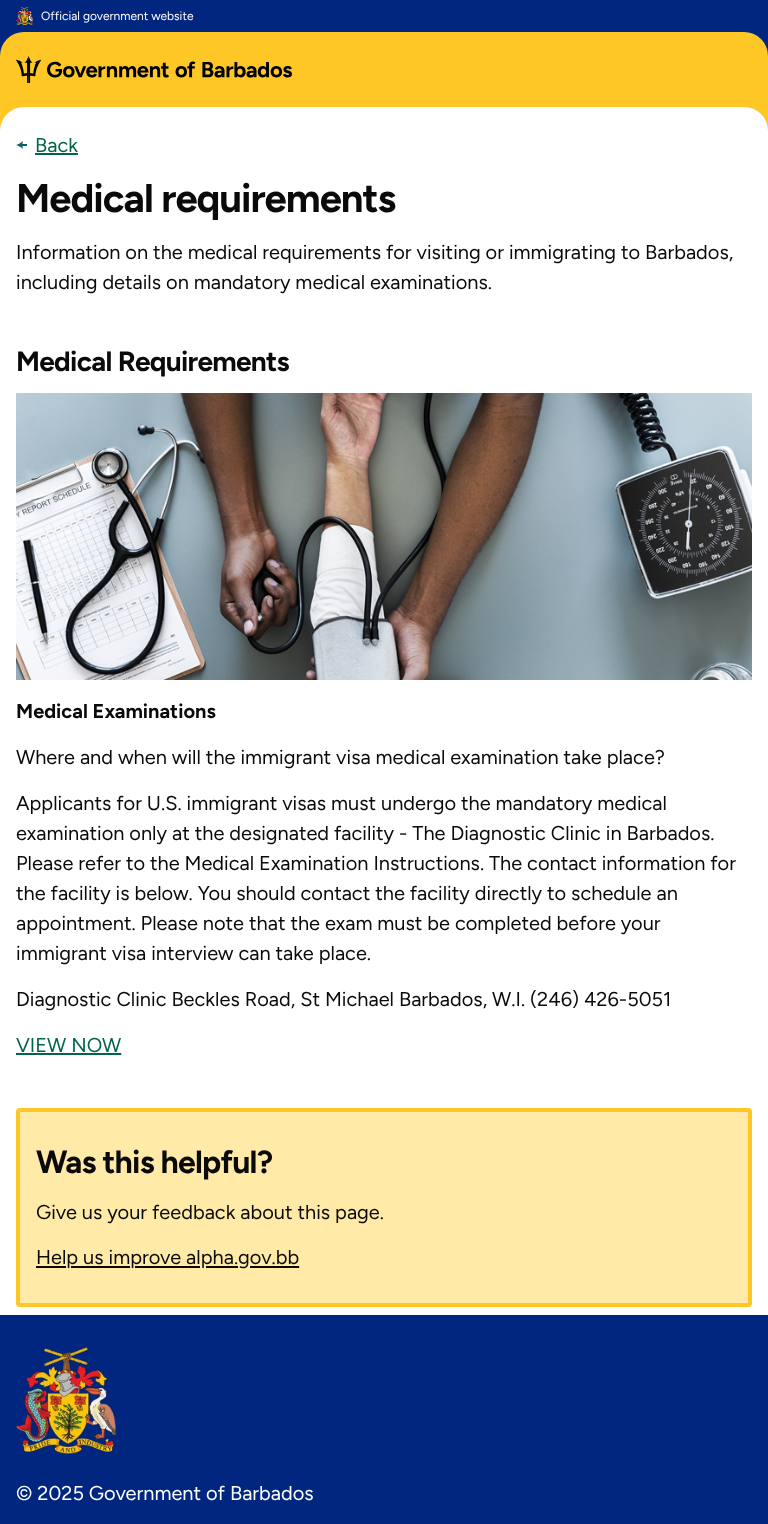 Official government website
Government of Barbados
Back
Medical requirements
Information on the medical requirements for visiting or immigrating to Barbados,
including details on mandatory medical examinations.
Medical Requirements
Y REPORT SCHEDULE
Medical Examinations
Where and when will the immigrant visa medical examination take place?
Applicants for U.S. immigrant visas must undergo the mandatory medical
examination only at the designated facility - The Diagnostic Clinic in Barbados.
Please refer to the Medical Examination Instructions. The contact information for
the facility is below. You should contact the facility directly to schedule an
appointment. Please note that the exam must be completed before your
immigrant visa interview can take place.
Diagnostic Clinic Beckles Road, St Michael Barbados, W.I. (246) 426-5051
VIEW NOW
Was this helpful?
Give us your feedback about this page.
Help us improve alpha.gov.bb
PRIDE AND INDUSTRY
© 2025 Government of Barbados